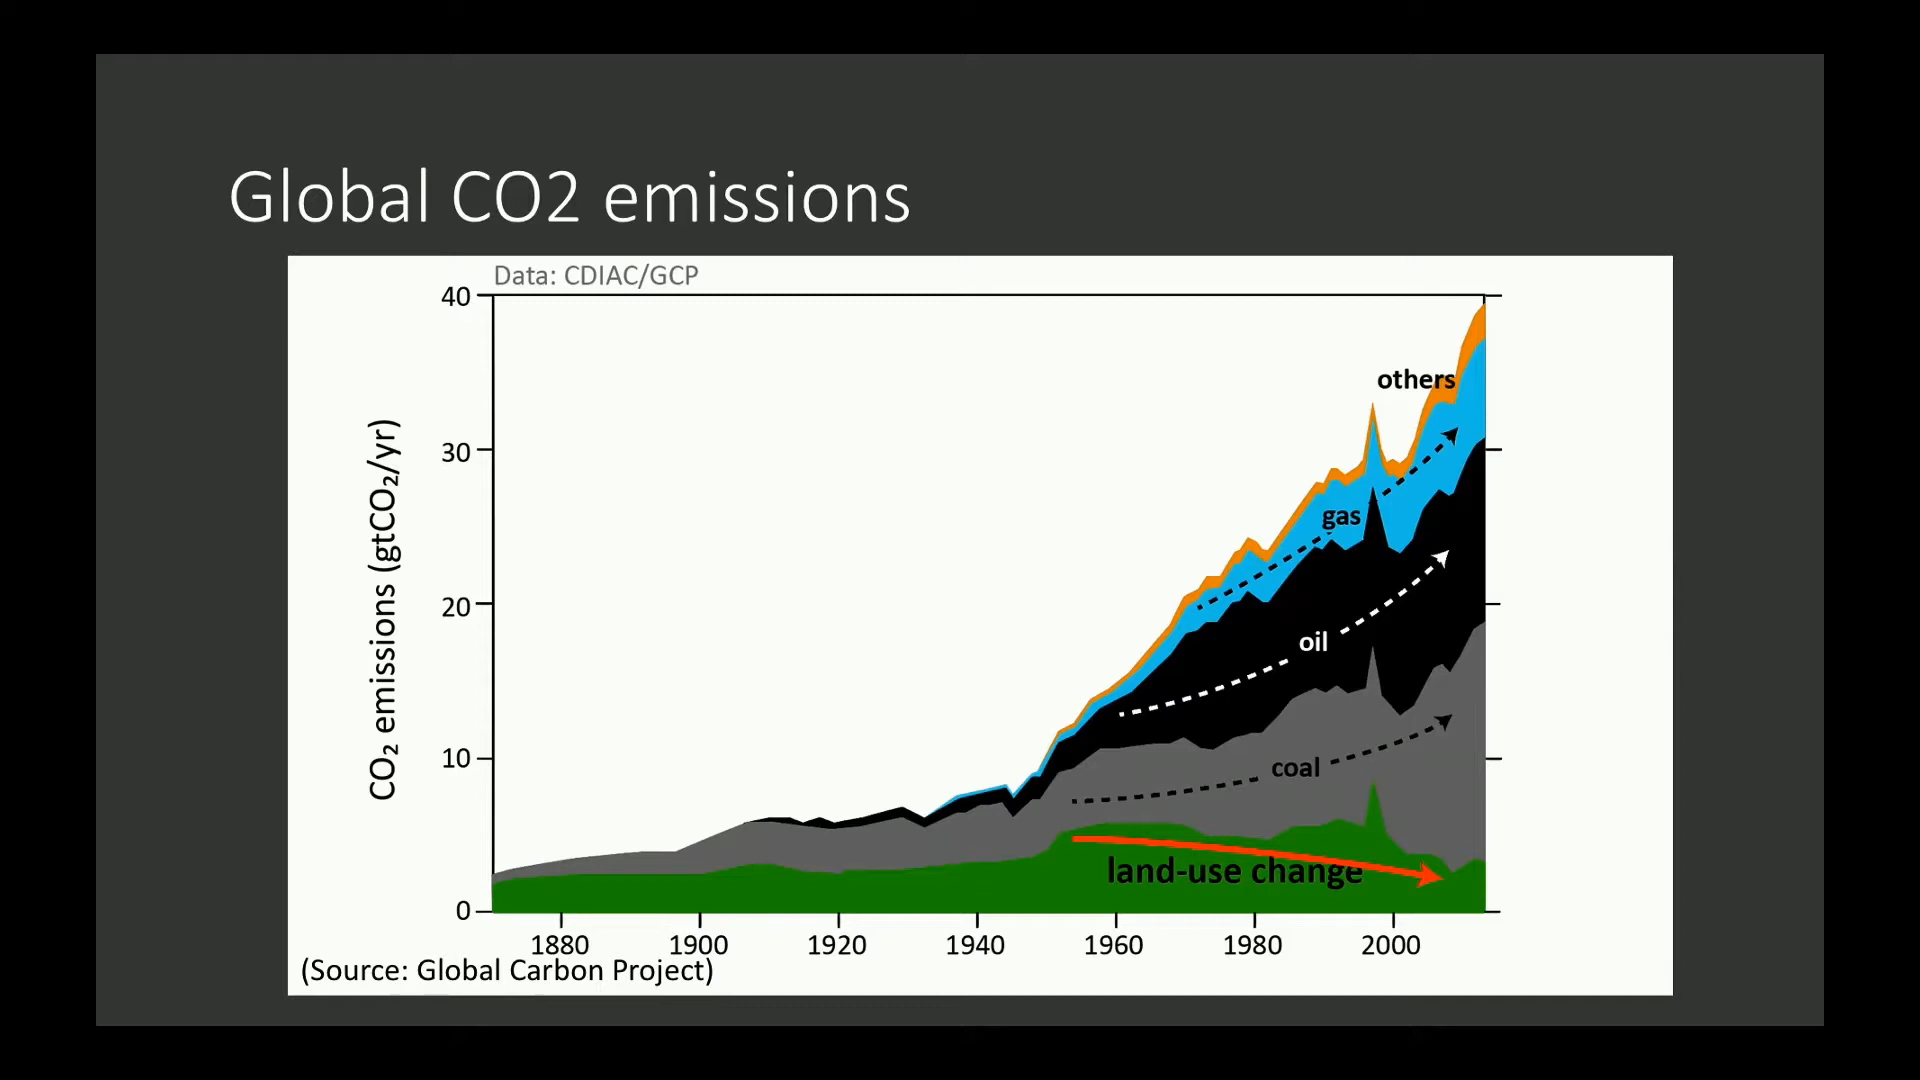 Global CO2 emissions
Data: CDIAC/GCP
40
30
20
10
0
CO₂ emissions (gtCO₂/yr)
others
gas
oil
coal
land-use change
1880 1900 1920 1940 1960 1980 2000
(Source: Global Carbon Project)